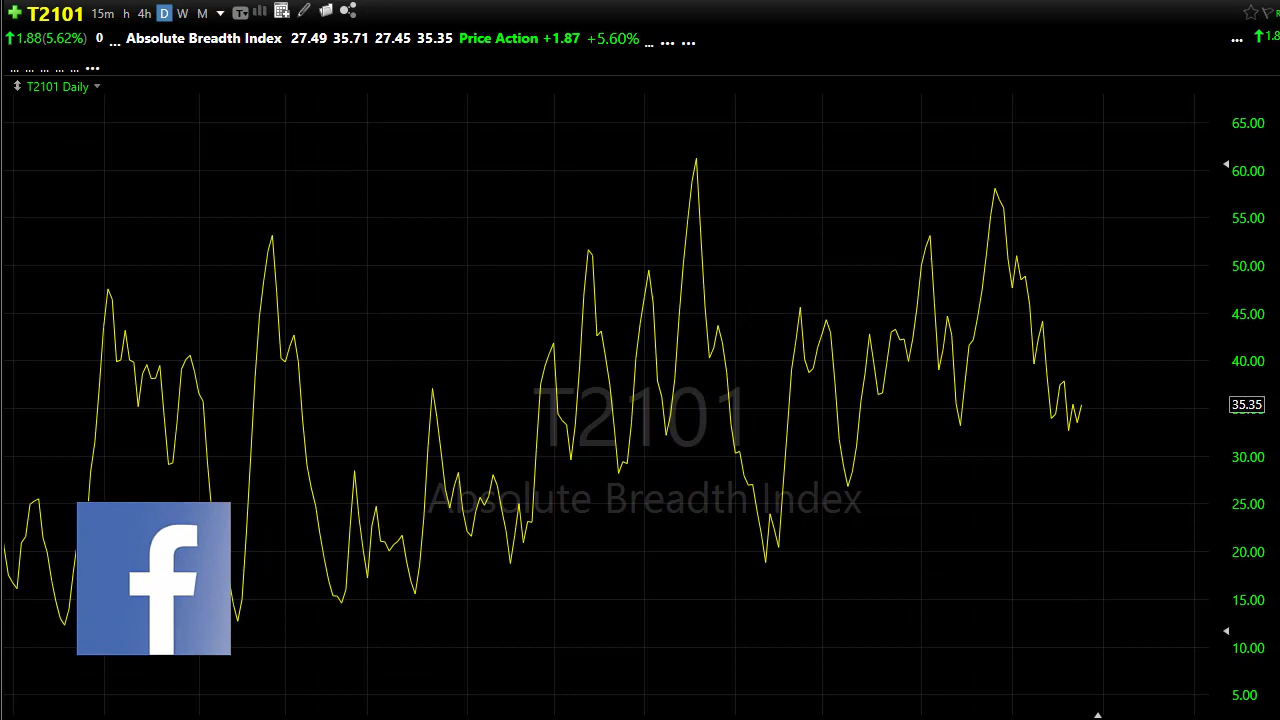 T2101 15m h 4h D W M
1.88(5.62%) 0 ... Absolute Breadth Index 27.49 35.71 27.45 35.35 Price Action +1.87 +5.60% ... ... ... ... 1.8
... ... ... ... ... ...
T2101 Daily
65.00
60.00
55.00
50.00
45.00
40.00
35.35
30.00
25.00
20.00
15.00
10.00
5.00
T2101
Absolute Breadth Index
f